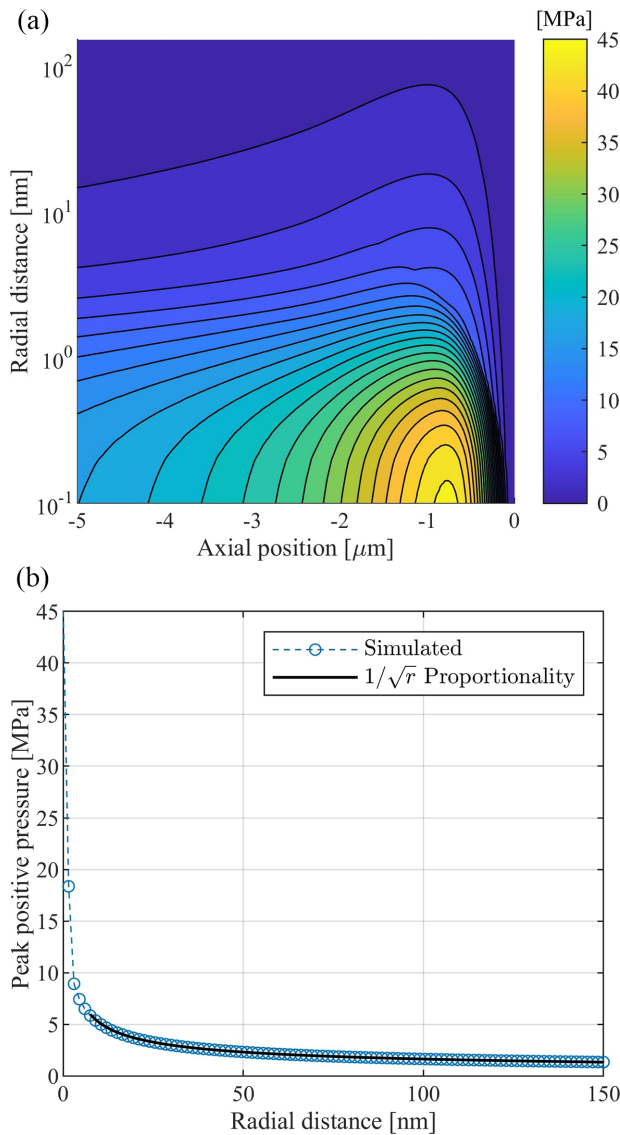 (a)
[MPa]
10^2
10^1
10^0
10^-1
Radial distance [nm]
-5 -4 -3 -2 -1 0
Axial position [μm]
45
40
35
30
25
20
15
10
5
0
(b)
45
40
35
30
25
20
15
10
5
0
Peak positive pressure [MPa]
Simulated
1/√r Proportionality
0 50 100 150
Radial distance [nm]